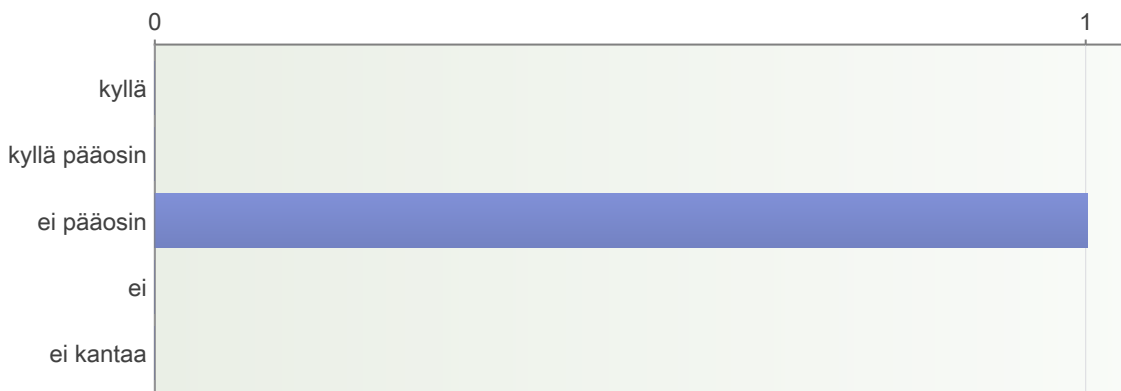 0 1
kyllä
kyllä pääosin
ei pääosin
ei
ei kantaa